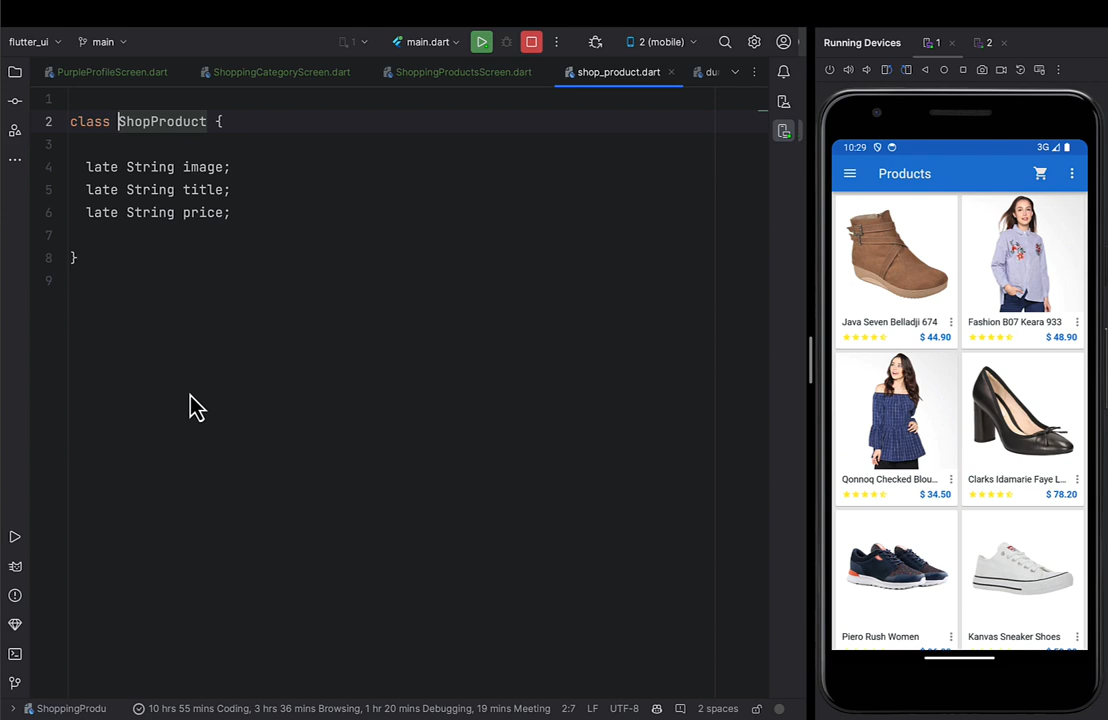 flutter_ui
main
1
main.dart
2 (mobile)
Running Devices
1
2
PurpleProfileScreen.dart
ShoppingCategoryScreen.dart
ShoppingProductsScreen.dart
shop_product.dart
du
1
2 class ShopProduct {
3
4 late String image;
5 late String title;
6 late String price;
7
8 }
9
10:29
3G
Products
Java Seven Belladji 674
$ 44.90
Fashion B07 Keara 933
$ 48.90
Qonnoq Checked Blou...
$ 34.50
Clarks Idamarie Faye L...
$ 78.20
Piero Rush Women
Kanvas Sneaker Shoes
ShoppingProdu
10 hrs 55 mins Coding, 3 hrs 36 mins Browsing, 1 hr 20 mins Debugging, 19 mins Meeting
2:7
LF
UTF-8
2 spaces